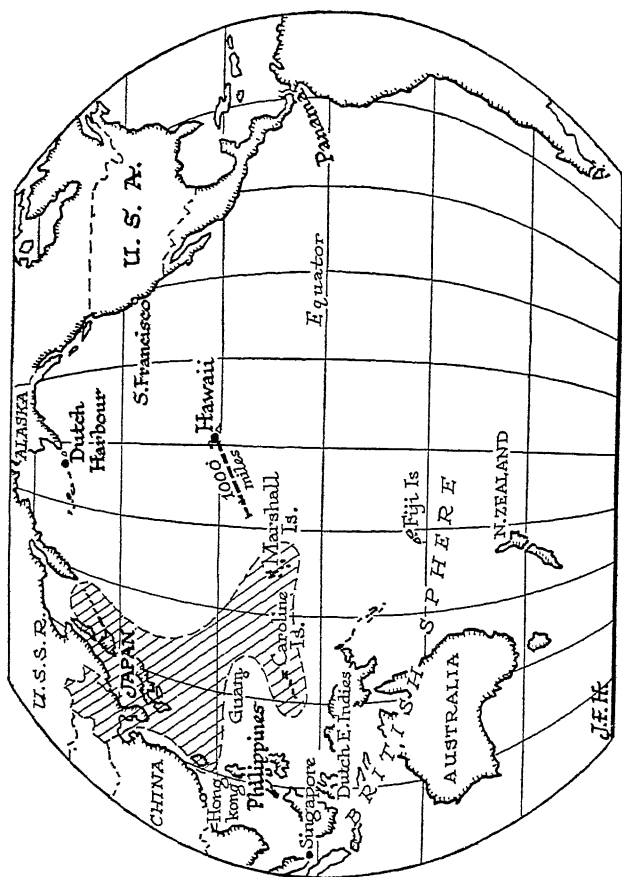 ALASKA
U.S.S.R.
Dutch
Harbour
U. S. A.
S.Francisco
JAPAN
CHINA
Hawaii
1000
miles
Hong
kong
Guam
Philippines
Marshall
Is.
Caroline
Is.
Panama
Equator
Singapore
Dutch E. Indies
BRITISH SPHERE
Fiji Is
AUSTRALIA
N.ZEALAND
J.F.H.